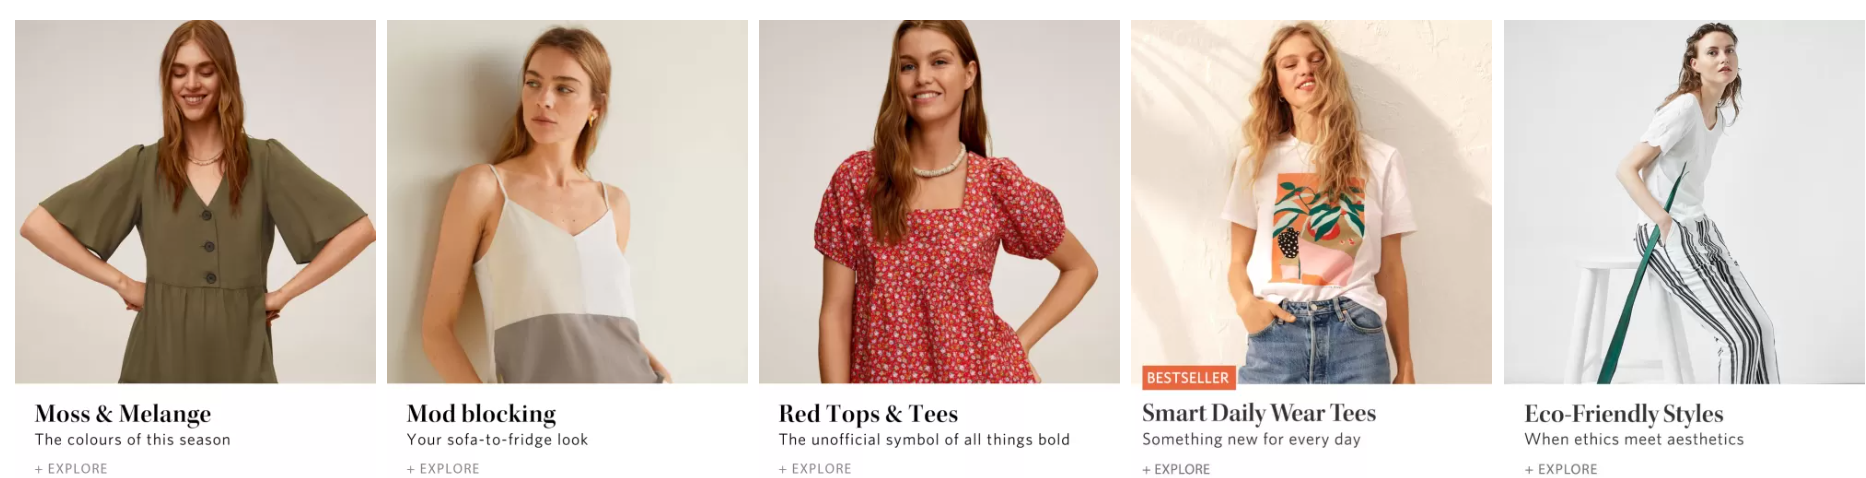 BESTSELLER
Moss & Melange
The colours of this season
+ EXPLORE
Mod blocking
Your sofa-to-fridge look
+ EXPLORE
Red Tops & Tees
The unofficial symbol of all things bold
+ EXPLORE
Smart Daily Wear Tees
Something new for every day
+ EXPLORE
Eco-Friendly Styles
When ethics meet aesthetics
+ EXPLORE